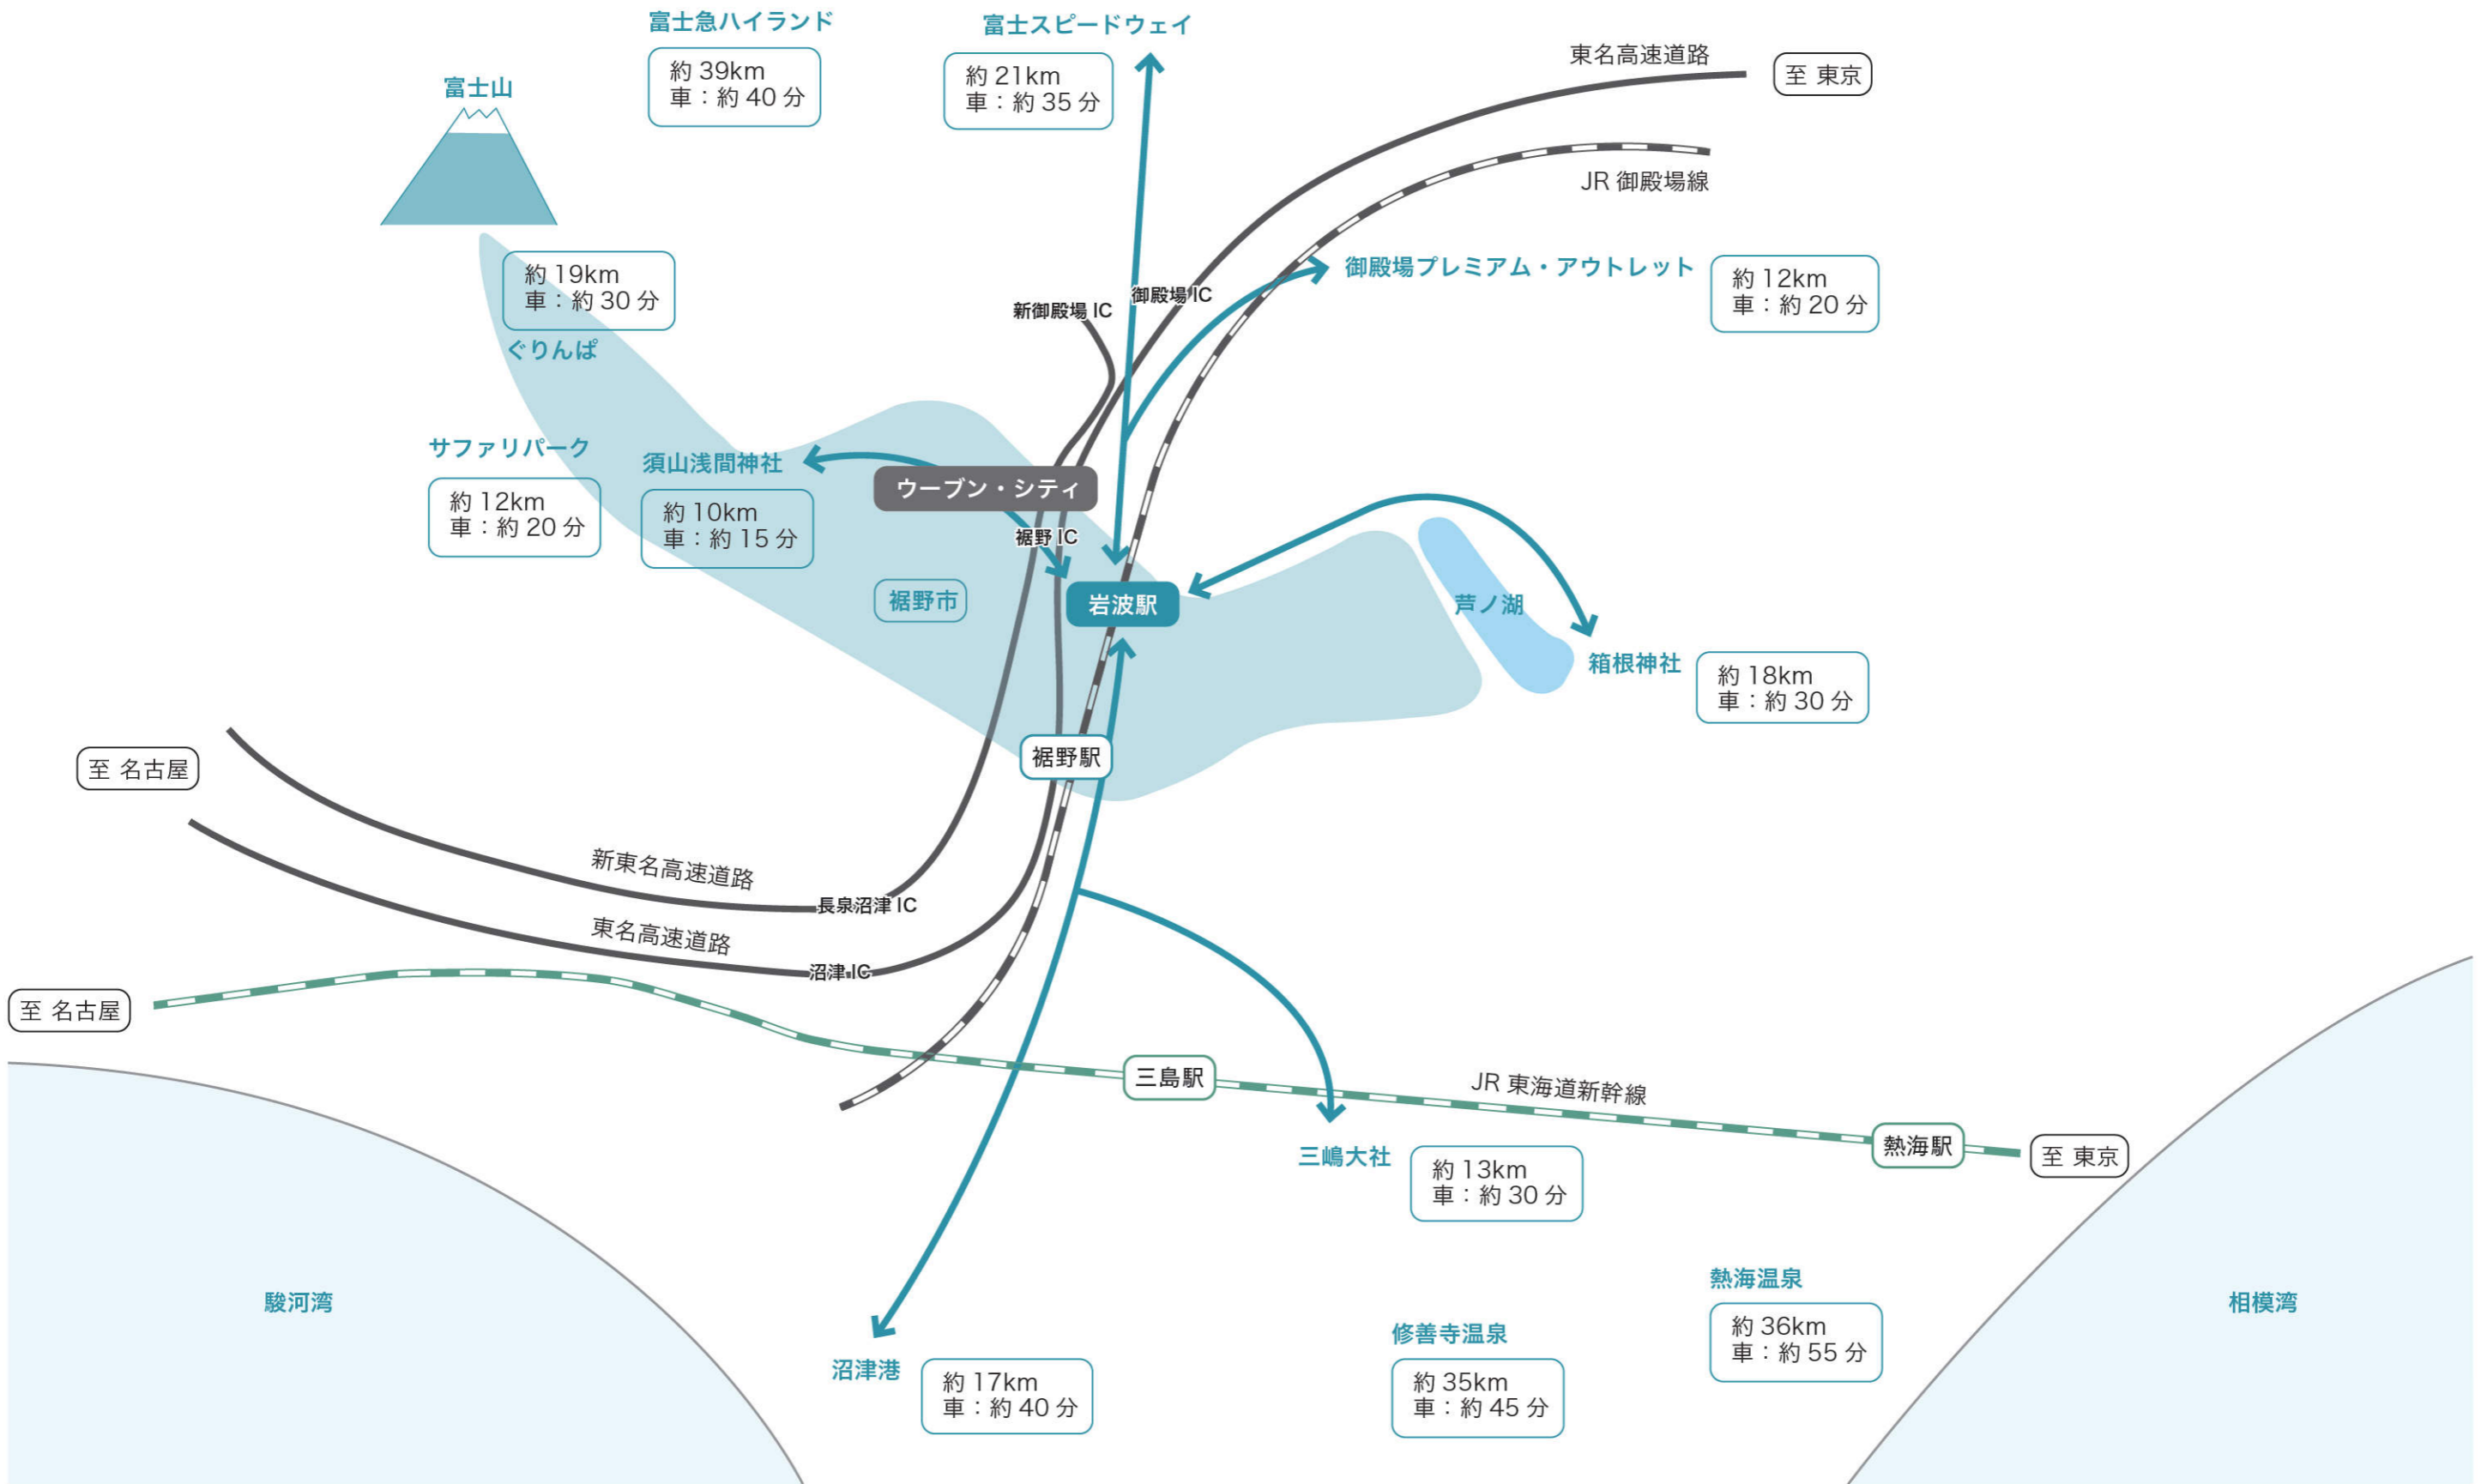 富士急ハイランド
約 39km
車：約 40 分
富士スピードウェイ
約 21km
車：約 35 分
東名高速道路
至 東京
富士山
JR 御殿場線
約 19km
車：約 30 分
ぐりんぱ
新御殿場 IC
御殿場 IC
御殿場プレミアム・アウトレット
約 12km
車：約 20 分
サファリパーク
約 12km
車：約 20 分
須山浅間神社
約 10km
車：約 15 分
ウーブン・シティ
裾野 IC
裾野市
岩波駅
芦ノ湖
箱根神社
約 18km
車：約 30 分
裾野駅
至 名古屋
新東名高速道路
長泉沼津 IC
東名高速道路
沼津 IC
至 名古屋
三島駅
JR 東海道新幹線
熱海駅
至 東京
三嶋大社
約 13km
車：約 30 分
駿河湾
熱海温泉
約 36km
車：約 55 分
相模湾
修善寺温泉
約 35km
車：約 45 分
沼津港
約 17km
車：約 40 分